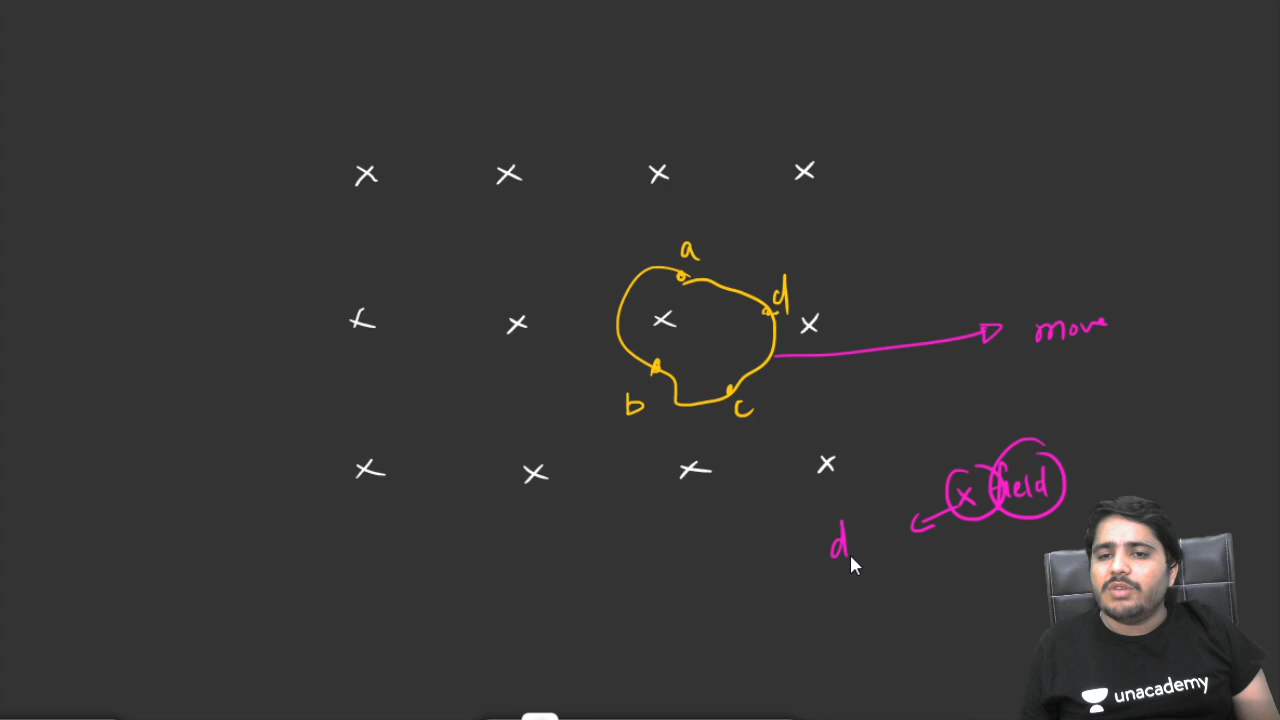 x x x x
a
d
x x x x
move
b
c
x x x x
x field
d
unacademy